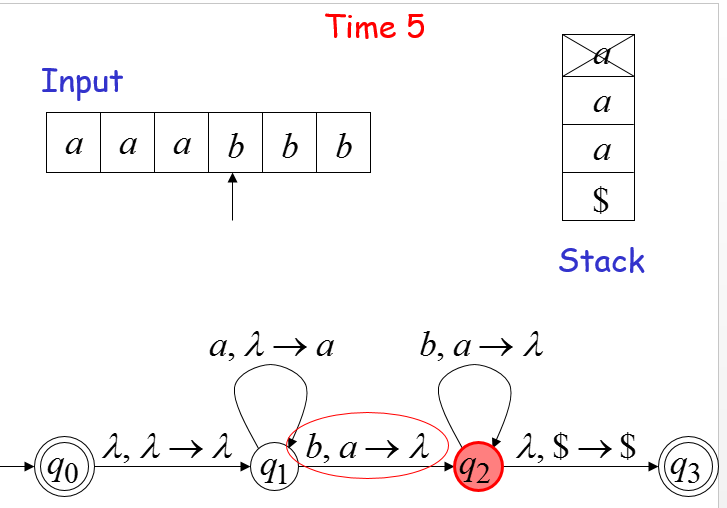 Time 5
Input
a a a b b b
a
a
a
$
Stack
a, λ → a
b, a → λ
λ, λ → λ
b, a → λ
λ, $ → $
q0
q1
q2
q3